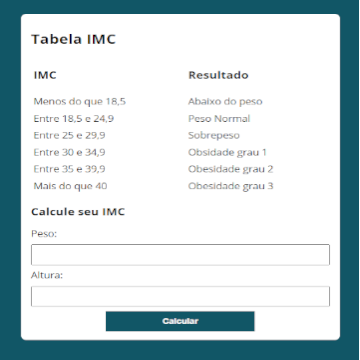 Tabela IMC
IMC Resultado
Menos do que 18,5 Abaixo do peso
Entre 18,5 e 24,9 Peso Normal
Entre 25 e 29,9 Sobrepeso
Entre 30 e 34,9 Obsidade grau 1
Entre 35 e 39,9 Obesidade grau 2
Mais do que 40 Obesidade grau 3
Calcule seu IMC
Peso:
Altura:
Calcular